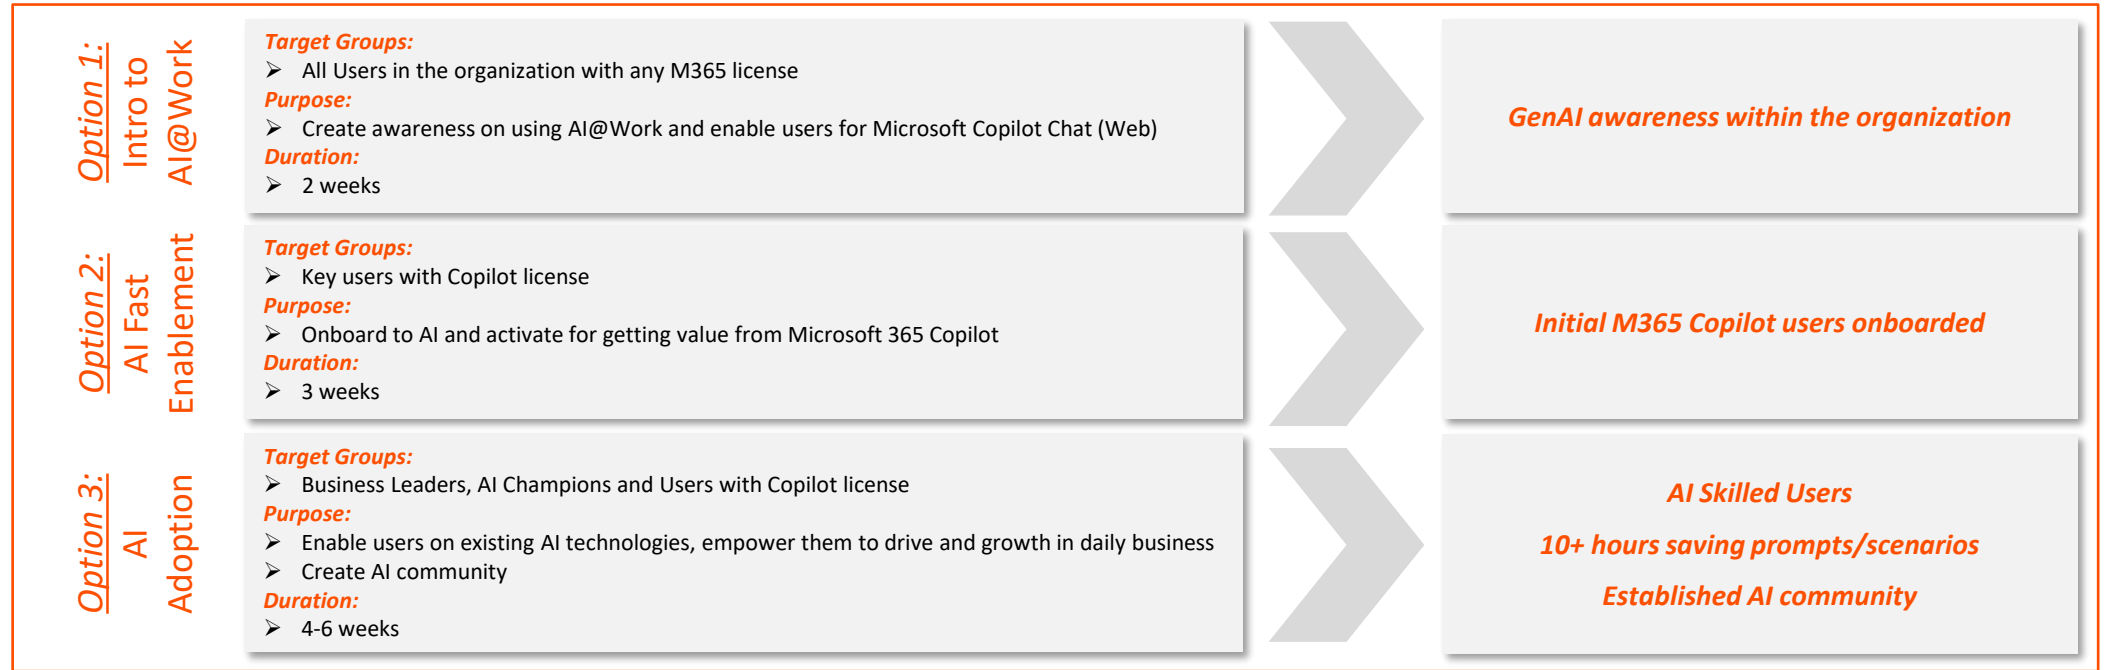 Option 1:
Intro to
AI@Work
Target Groups:
➢ All Users in the organization with any M365 license
Purpose:
➢ Create awareness on using AI@Work and enable users for Microsoft Copilot Chat (Web)
Duration:
➢ 2 weeks
GenAI awareness within the organization
Option 2:
AI Fast
Enablement
Target Groups:
➢ Key users with Copilot license
Purpose:
➢ Onboard to AI and activate for getting value from Microsoft 365 Copilot
Duration:
➢ 3 weeks
Initial M365 Copilot users onboarded
Option 3:
AI
Adoption
Target Groups:
➢ Business Leaders, AI Champions and Users with Copilot license
Purpose:
➢ Enable users on existing AI technologies, empower them to drive and growth in daily business
➢ Create AI community
Duration:
➢ 4-6 weeks
AI Skilled Users
10+ hours saving prompts/scenarios
Established AI community